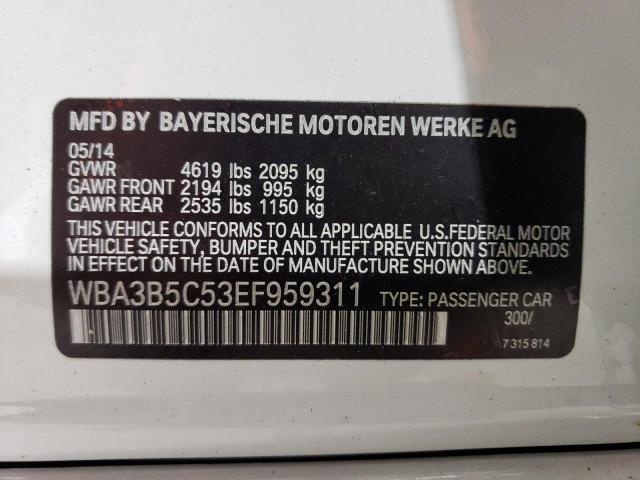 MFD BY BAYERISCHE MOTOREN WERKE AG
05/14
GVWR 4619 lbs 2095 kg
GAWR FRONT 2194 lbs 995 kg
GAWR REAR 2535 lbs 1150 kg
THIS VEHICLE CONFORMS TO ALL APPLICABLE U.S.FEDERAL MOTOR
VEHICLE SAFETY, BUMPER AND THEFT PREVENTION STANDARDS
IN EFFECT ON THE DATE OF MANUFACTURE SHOWN ABOVE.
WBA3B5C53EF959311 TYPE: PASSENGER CAR
300/
7 315 814